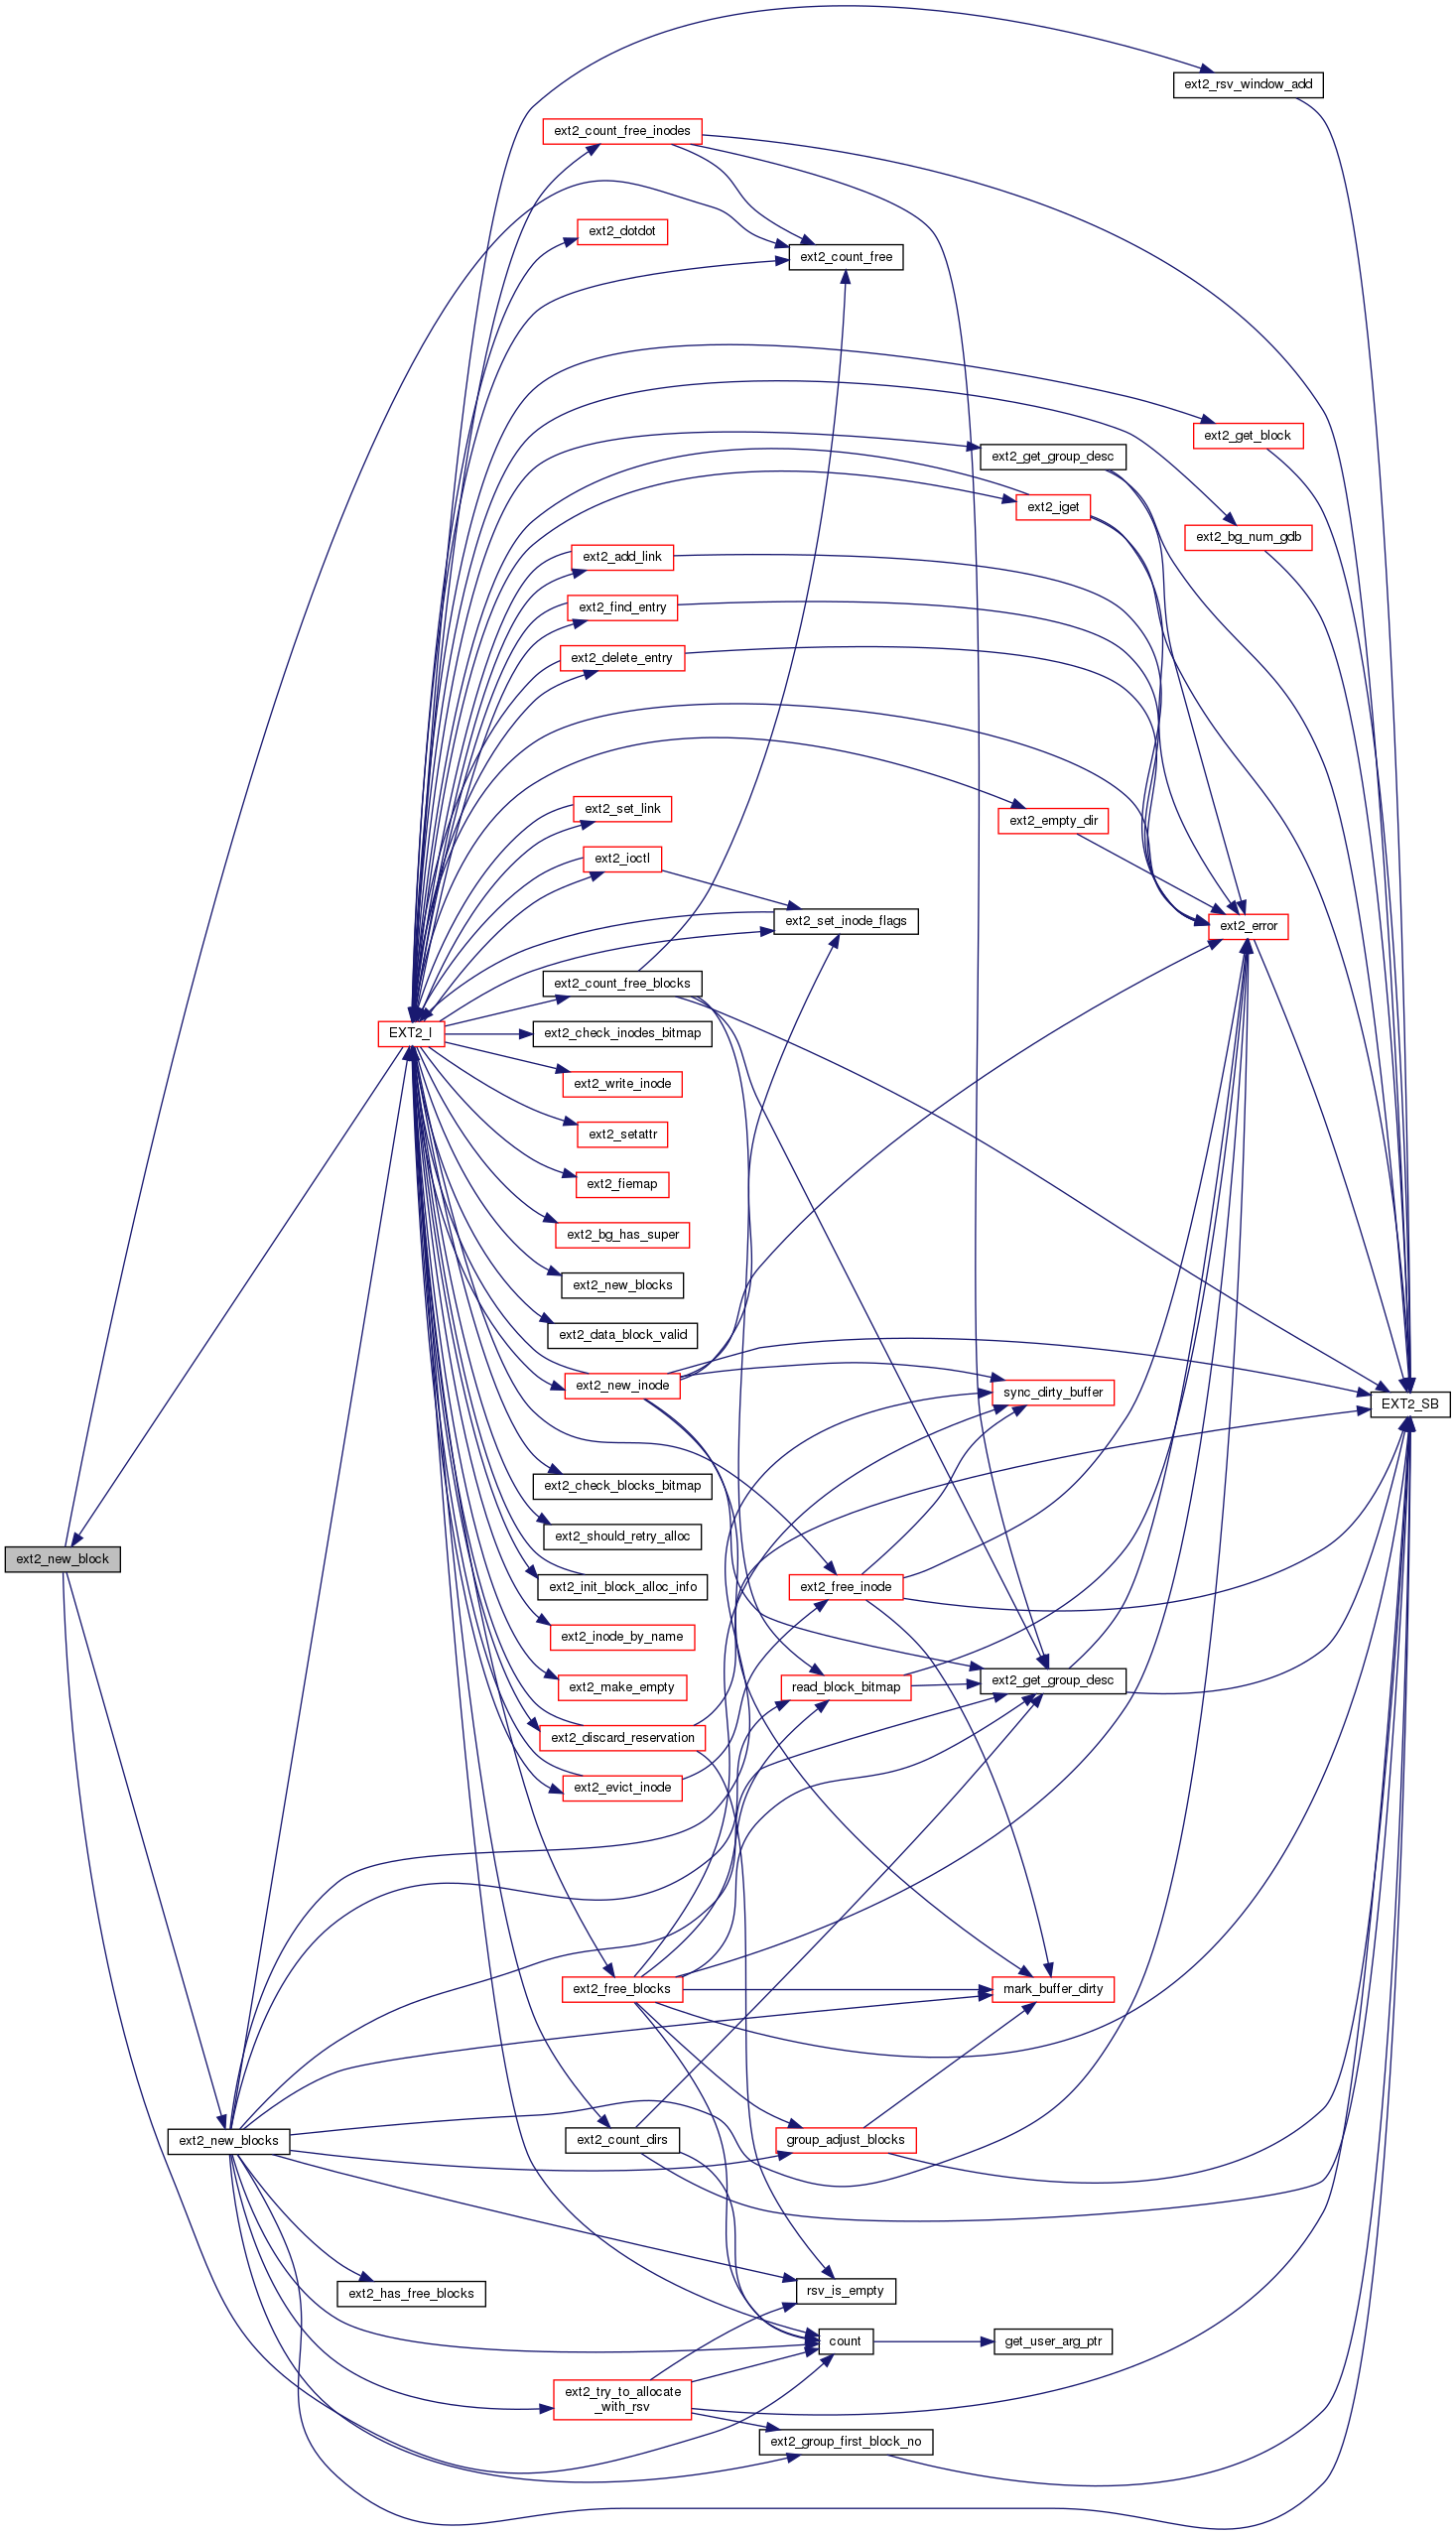 ext2_rsv_window_add
ext2_count_free_inodes
ext2_dotdot
ext2_count_free
ext2_get_block
ext2_get_group_desc
ext2_iget
ext2_bg_num_gdb
ext2_add_link
ext2_find_entry
ext2_delete_entry
ext2_set_link
ext2_empty_dir
ext2_ioctl
ext2_set_inode_flags
ext2_error
ext2_count_free_blocks
EXT2_I
ext2_check_inodes_bitmap
ext2_write_inode
ext2_setattr
ext2_fiemap
ext2_bg_has_super
ext2_new_blocks
ext2_data_block_valid
ext2_new_inode
sync_dirty_buffer
EXT2_SB
ext2_check_blocks_bitmap
ext2_should_retry_alloc
ext2_new_block
ext2_init_block_alloc_info
ext2_free_inode
ext2_inode_by_name
ext2_make_empty
read_block_bitmap
ext2_get_group_desc
ext2_discard_reservation
ext2_evict_inode
ext2_free_blocks
mark_buffer_dirty
ext2_new_blocks
ext2_count_dirs
group_adjust_blocks
ext2_has_free_blocks
rsv_is_empty
count
get_user_arg_ptr
ext2_try_to_allocate
_with_rsv
ext2_group_first_block_no